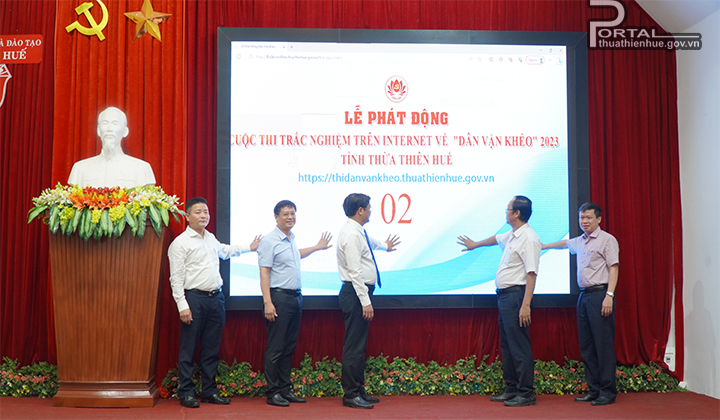 PORTAL
thuathienhue.gov.vn
VÀ ĐÀO TẠO
HUẾ
LỄ PHÁT ĐỘNG
CUỘC THI TRẮC NGHIỆM TRÊN INTERNET VỀ "DÂN VẬN KHÉO" 2023
TỈNH THỪA THIÊN HUẾ
https://thidanvankheo.thuathienhue.gov.vn
02